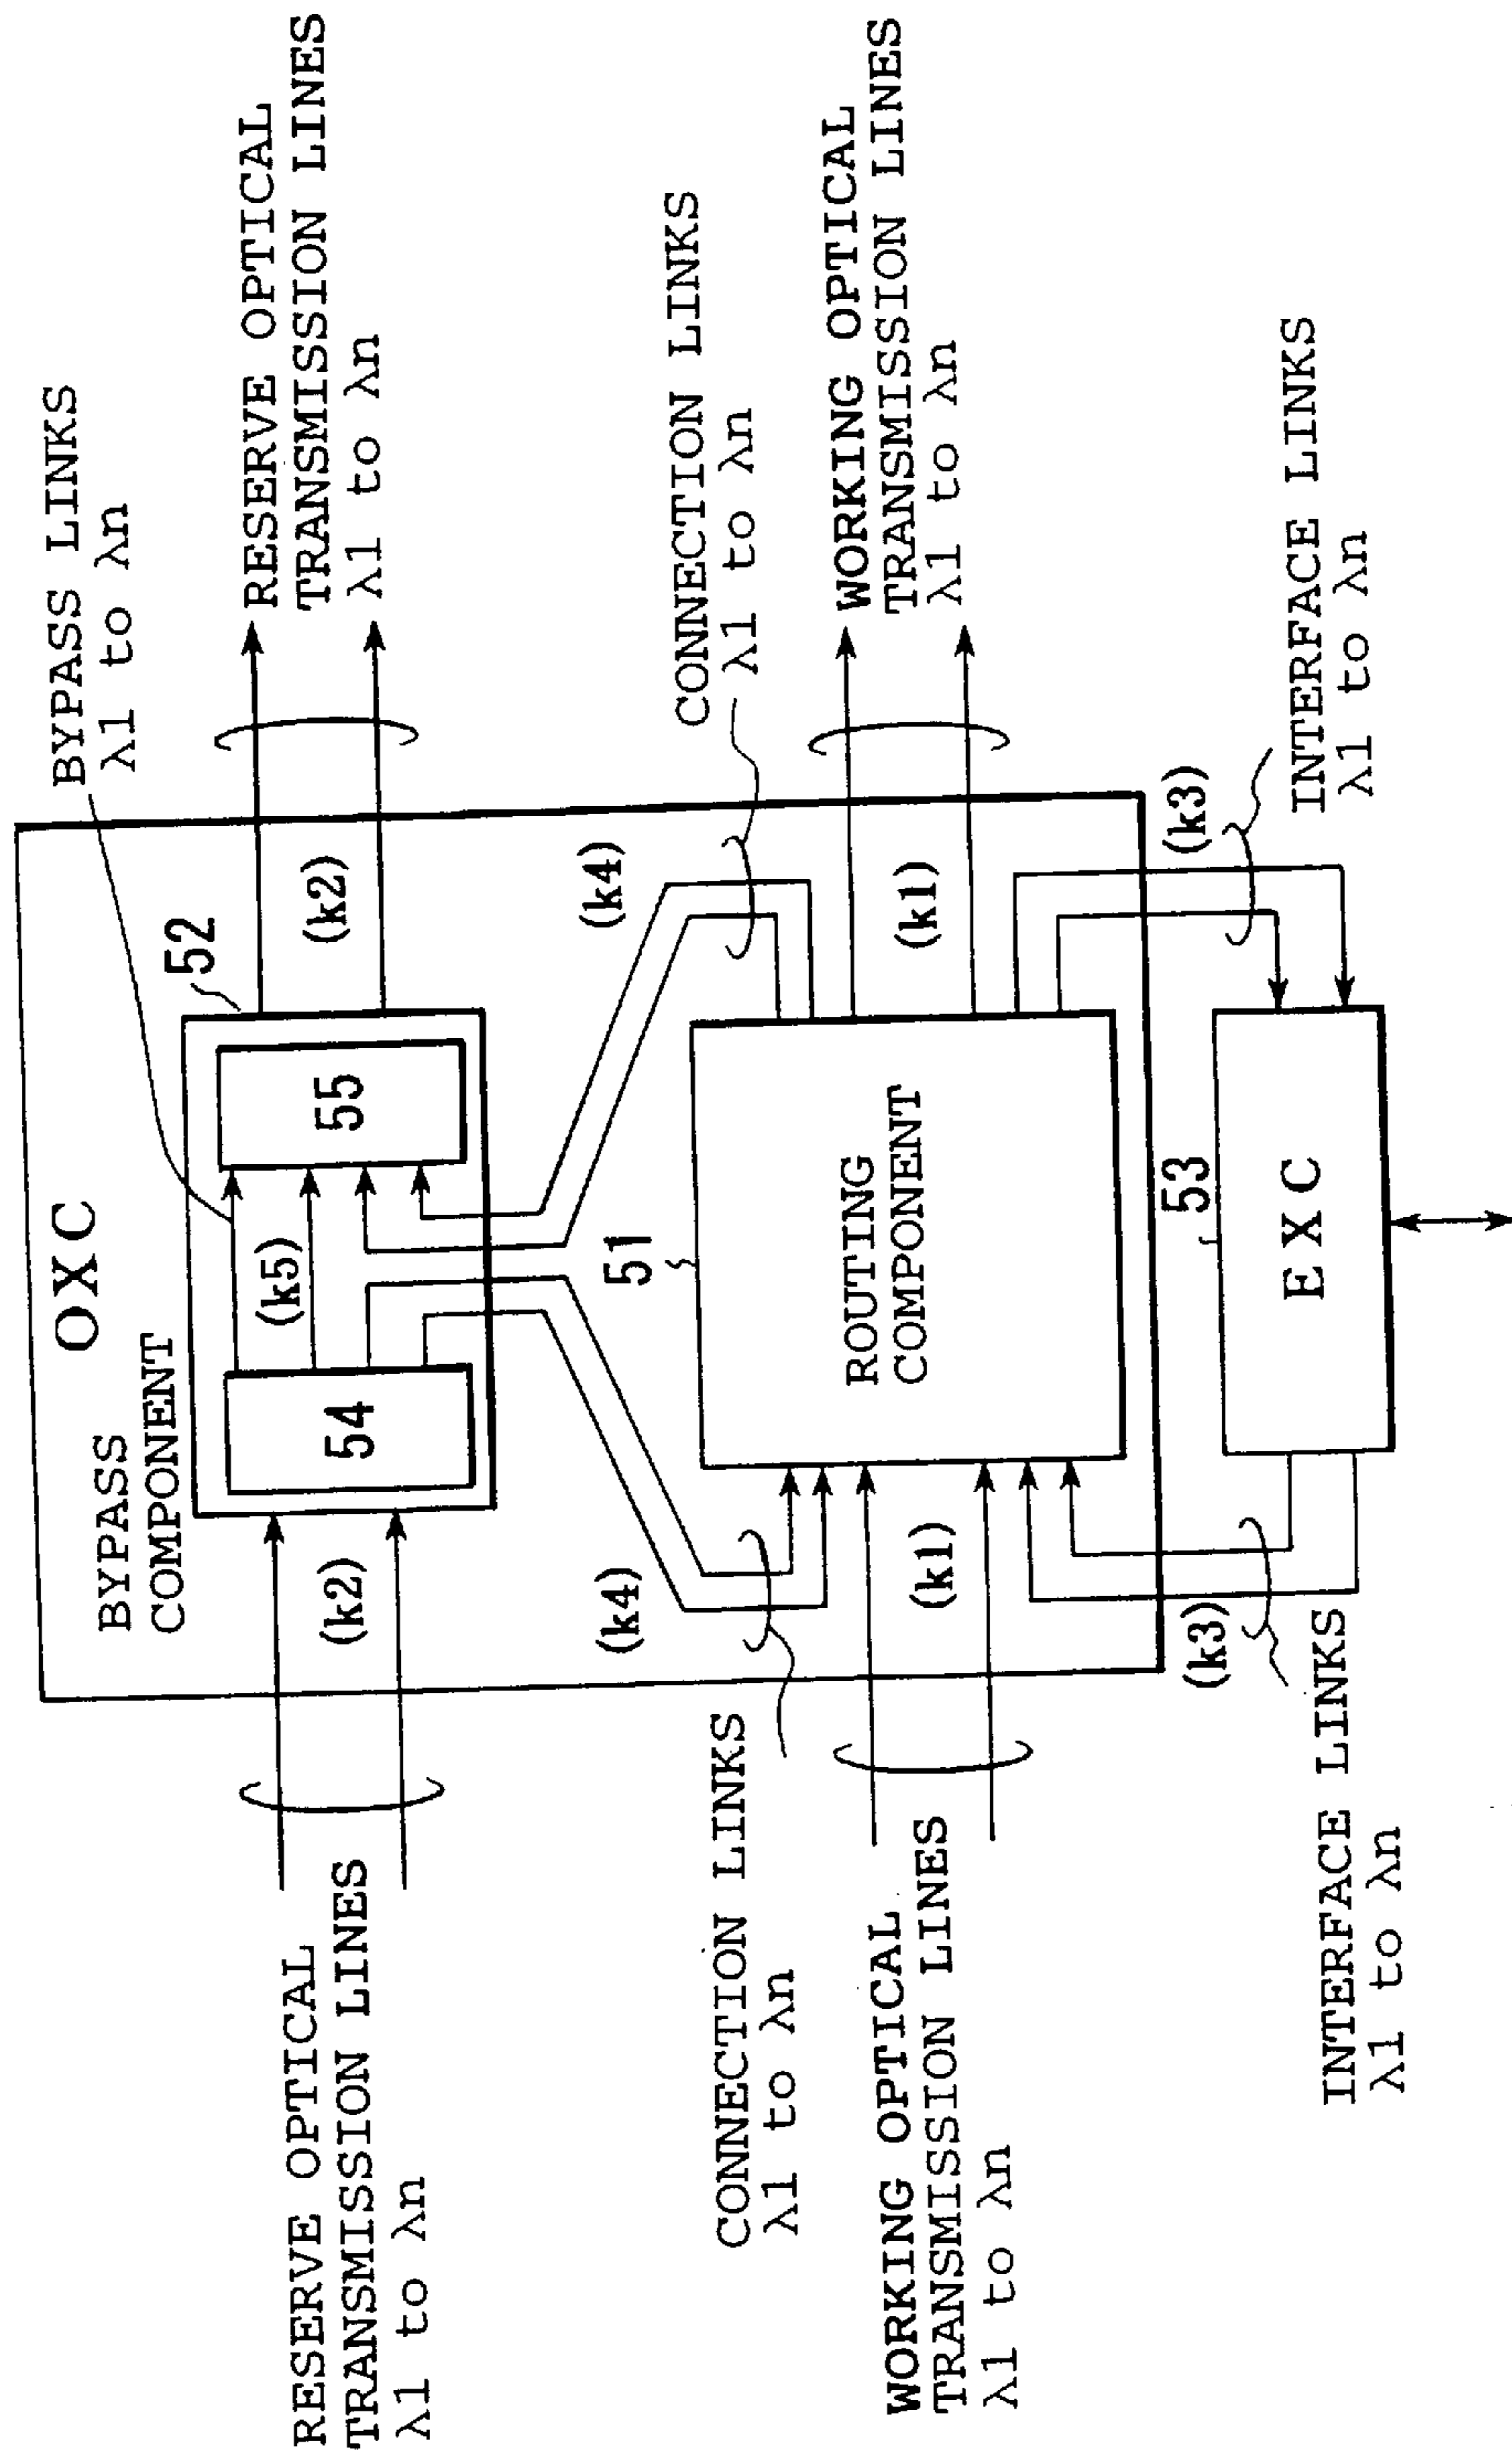 OXC
BYPASS LINKS
λ1 to λn
BYPASS
COMPONENT
52
RESERVE OPTICAL
TRANSMISSION LINES
λ1 to λn
(k2)
54
(k5)
55
(k2)
RESERVE OPTICAL
TRANSMISSION LINES
λ1 to λn
(k4)
(k4)
CONNECTION LINKS
λ1 to λn
CONNECTION LINKS
λ1 to λn
51
ROUTING
COMPONENT
WORKING OPTICAL
TRANSMISSION LINES
λ1 to λn
(k1)
(k1)
WORKING OPTICAL
TRANSMISSION LINES
λ1 to λn
(k3)
(k3)
53
EXC
INTERFACE LINKS
λ1 to λn
INTERFACE LINKS
λ1 to λn